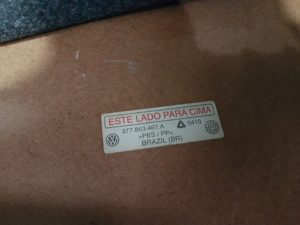 ESTE LADO PARA CIMA
377.863.467.A 0410
>PES / PP<
BRAZIL (BR)